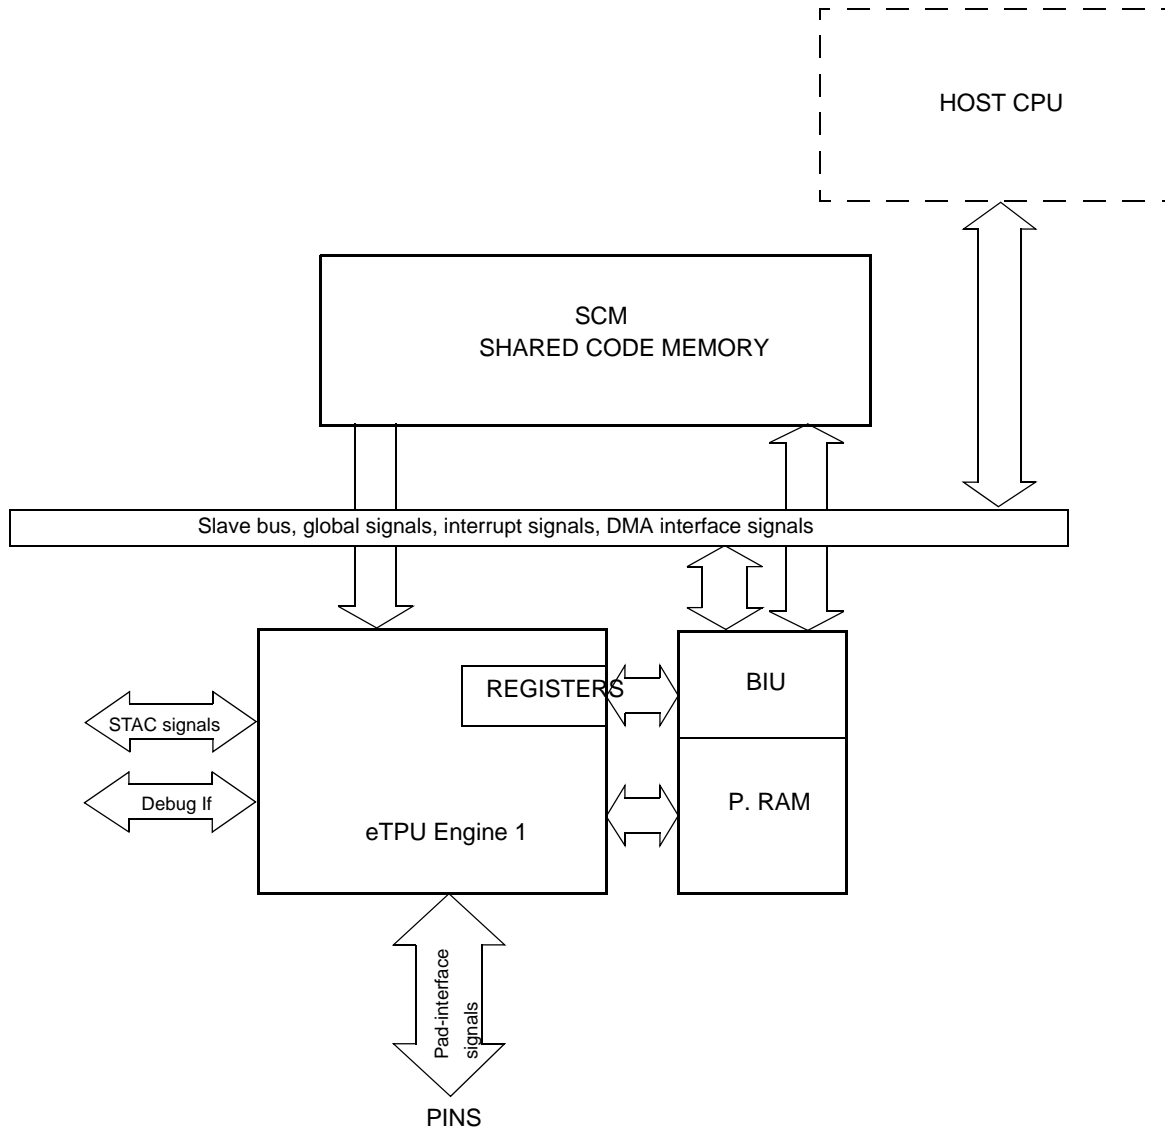 HOST CPU
SCM
SHARED CODE MEMORY
Slave bus, global signals, interrupt signals, DMA interface signals
REGISTERS
BIU
STAC signals
Debug If
P. RAM
eTPU Engine 1
Pad-interface
signals
PINS